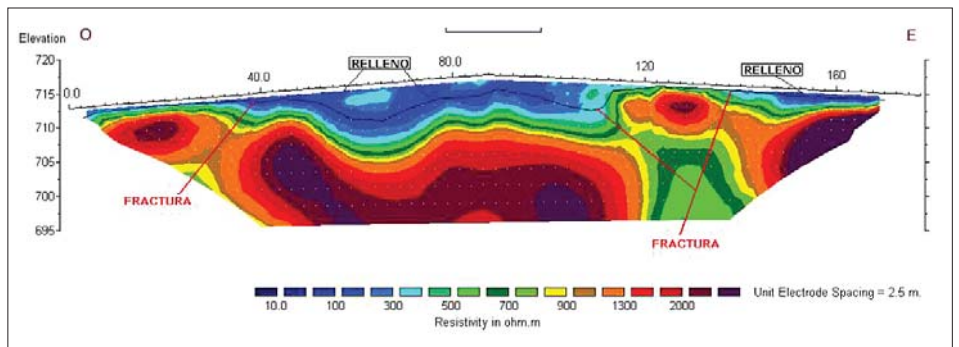 Elevation O E
720
RELLENO
80.0
40.0
120
RELLENO
160
0.0
715
710
705
700
FRACTURA
695
FRACTURA
10.0 100 300 500 700 900 1300 2000
Unit Electrode Spacing = 2.5 m.
Resistivity in ohm.m